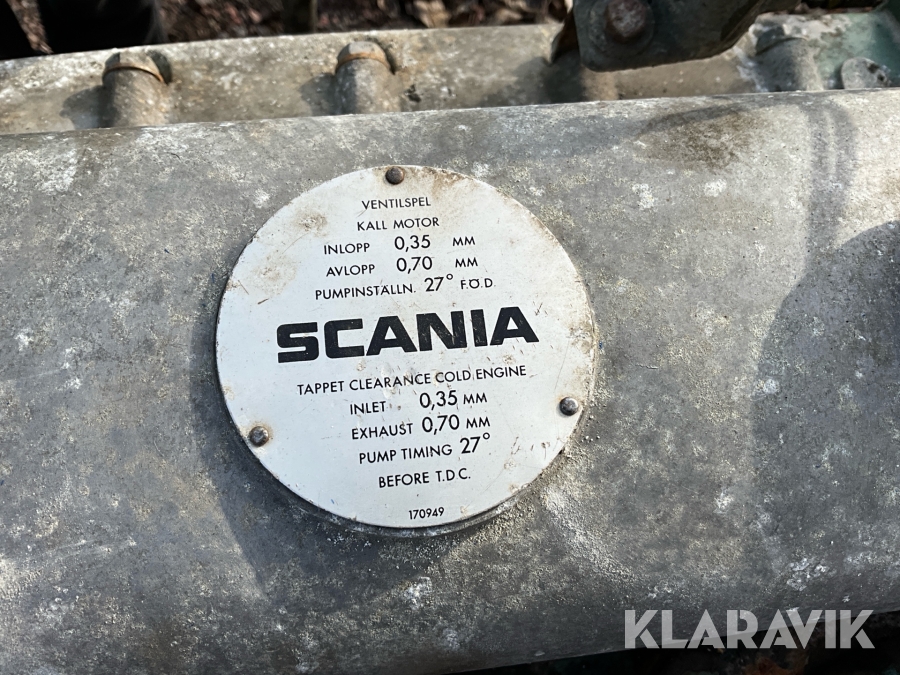 VENTILSPEL
KALL MOTOR
INLOPP 0,35 MM
AVLOPP 0,70 MM
PUMPINSTÄLLN. 27° F.Ö.D.
SCANIA
TAPPET CLEARANCE COLD ENGINE
INLET 0,35 MM
EXHAUST 0,70 MM
PUMP TIMING 27°
BEFORE T.D.C.
170949
KLARAVIK